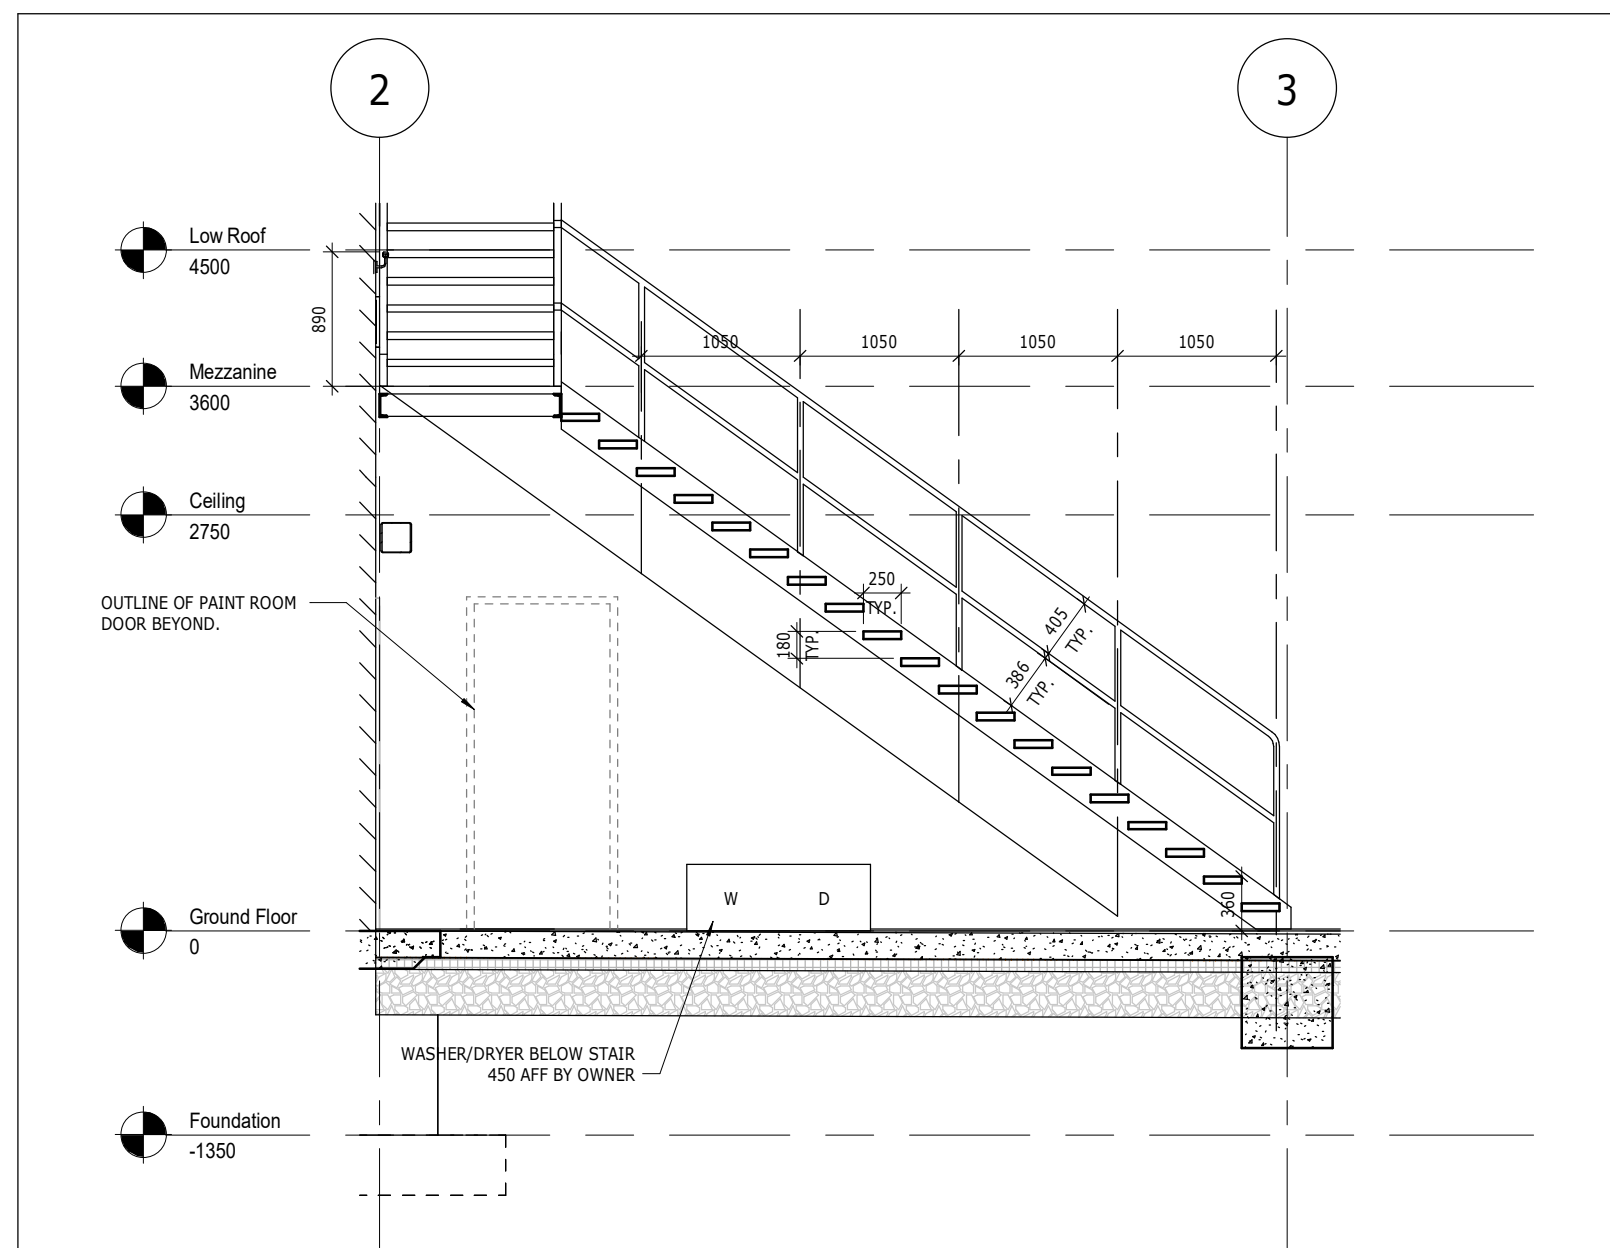 2
3
Low Roof
4500
890
1050
1050
1050
1050
Mezzanine
3600
Ceiling
2750
250
TYP.
OUTLINE OF PAINT ROOM
DOOR BEYOND.
180
TYP.
405
TYP.
386
TYP.
W
D
360
Ground Floor
0
WASHER/DRYER BELOW STAIR
450 AFF BY OWNER
Foundation
-1350